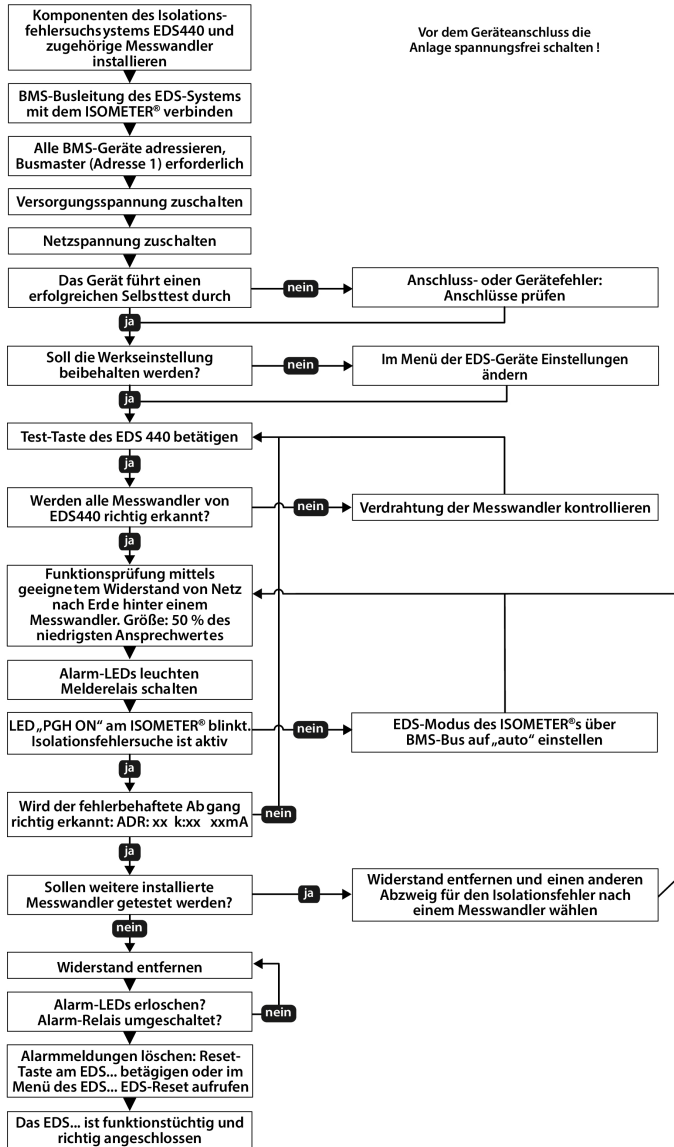 Komponenten des Isolations-
fehlersuchsystems EDS440 und
zugehörige Messwandler
installieren
Vor dem Geräteanschluss die
Anlage spannungsfrei schalten !
BMS-Busleitung des EDS-Systems
mit dem ISOMETER® verbinden
Alle BMS-Geräte adressieren,
Busmaster (Adresse 1) erforderlich
Versorgungsspannung zuschalten
Netzspannung zuschalten
Das Gerät führt einen
erfolgreichen Selbsttest durch
nein
Anschluss- oder Gerätefehler:
Anschlüsse prüfen
ja
Soll die Werkseinstellung
beibehalten werden?
nein
Im Menü der EDS-Geräte Einstellungen
ändern
ja
Test-Taste des EDS 440 betätigen
ja
Werden alle Messwandler von
EDS440 richtig erkannt?
nein
Verdrahtung der Messwandler kontrollieren
ja
Funktionsprüfung mittels
geeignetem Widerstand von Netz
nach Erde hinter einem
Messwandler. Größe: 50 % des
niedrigsten Ansprechwertes
Alarm-LEDs leuchten
Melderelais schalten
LED „PGH ON“ am ISOMETER® blinkt.
Isolationsfehlersuche ist aktiv
nein
EDS-Modus des ISOMETER®s über
BMS-Bus auf „auto“ einstellen
ja
Wird der fehlerbehaftete Abgang
richtig erkannt: ADR: xx k:xx xxmA
nein
ja
Sollen weitere installierte
Messwandler getestet werden?
ja
Widerstand entfernen und einen anderen
Abzweig für den Isolationsfehler nach
einem Messwandler wählen
nein
Widerstand entfernen
Alarm-LEDs erloschen?
Alarm-Relais umgeschaltet?
nein
Alarmmeldungen löschen: Reset-
Taste am EDS... betägigen oder im
Menü des EDS... EDS-Reset aufrufen
Das EDS... ist funktionstüchtig und
richtig angeschlossen